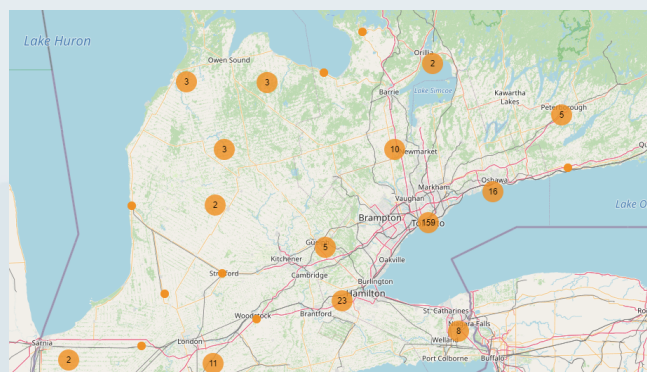 Lake Huron
Owen Sound
Orillia
2
3
3
Barrie
Lake Simcoe
Kawartha
Lakes
Peterborough
5
3
10
Newmarket
Markham
Oshawa
16
Vaughan
2
Brampton
159
Toronto
Lake O
5
Kitchener
Cambridge
Oakville
Stratford
Burlington
23
Hamilton
Woodstock
Brantford
St. Catharines
Niagara Falls
8
Welland
Sarnia
London
2
11
Port Colborne
Buffalo